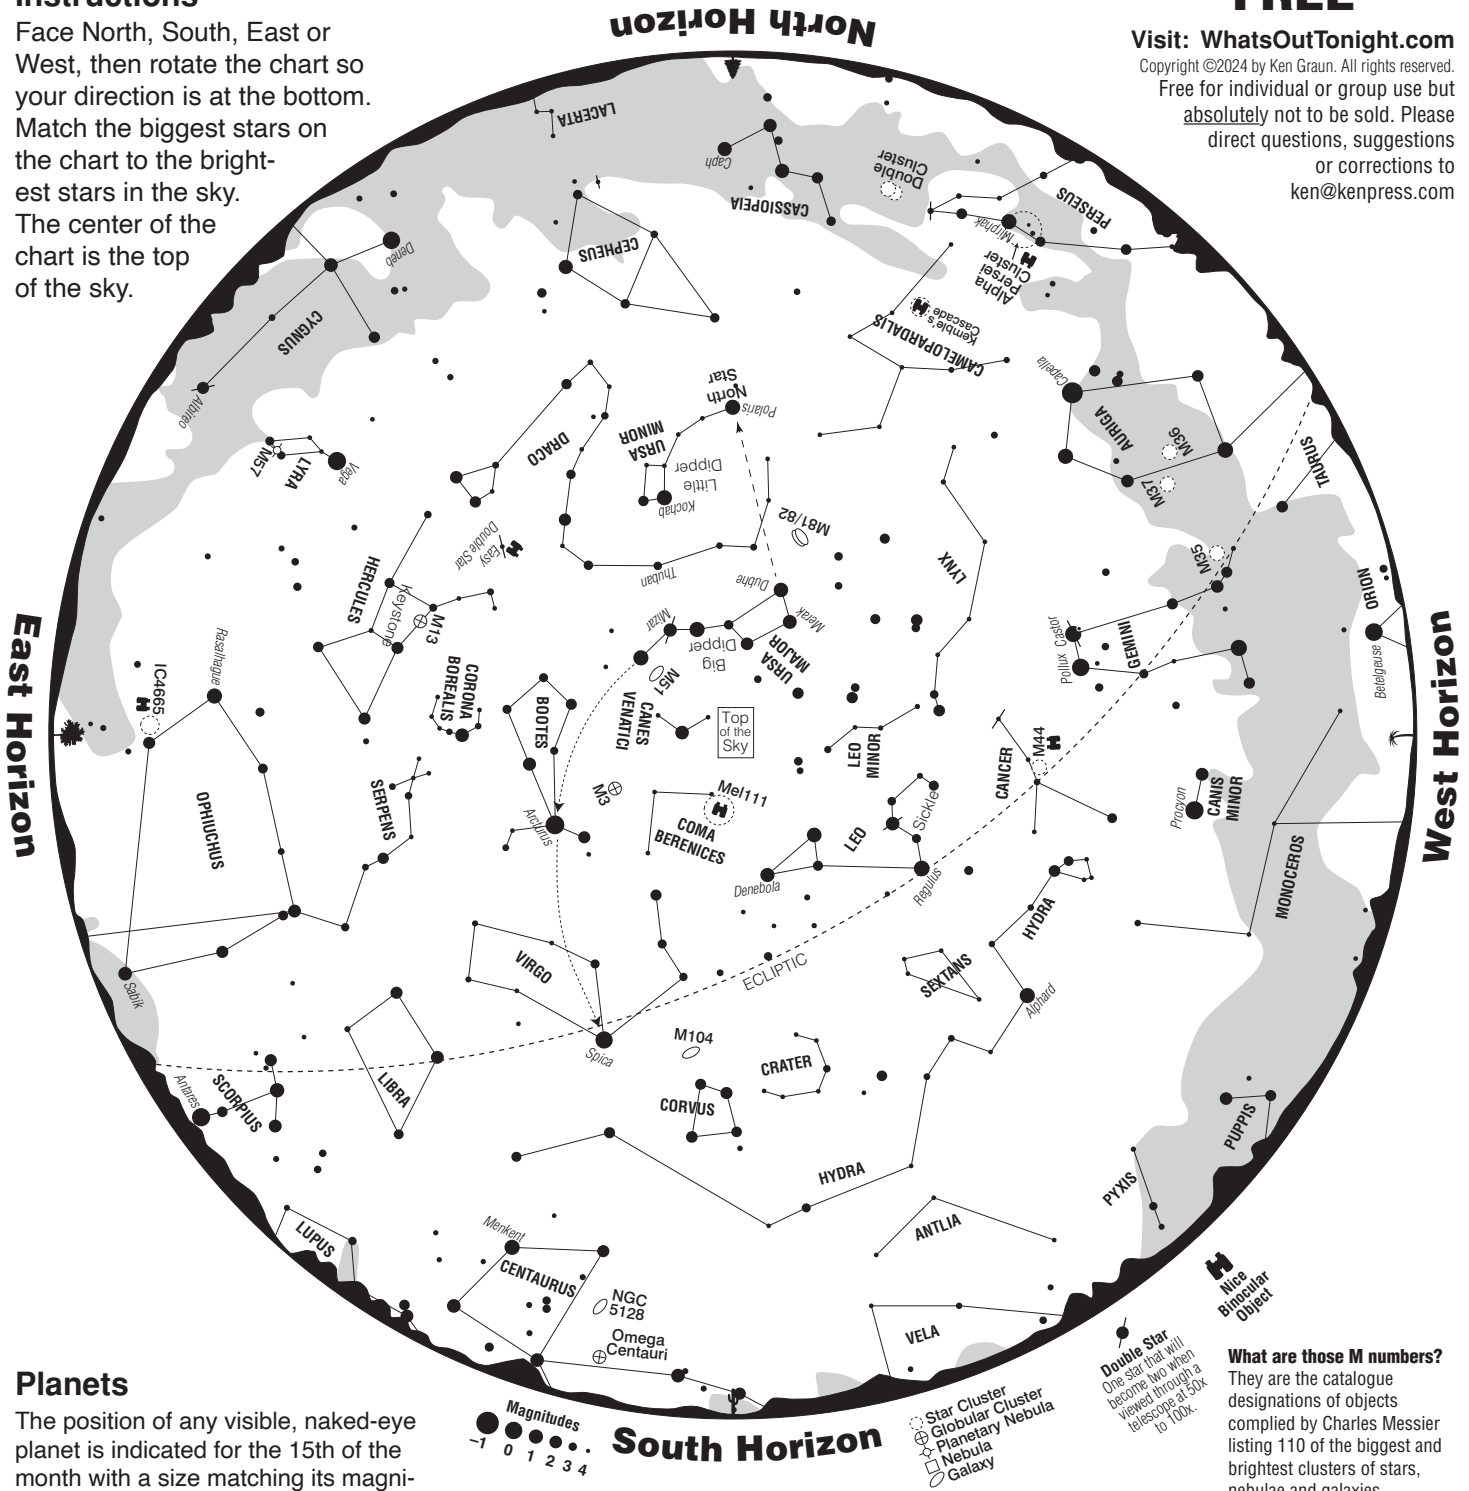 Instructions
Face North, South, East or
West, then rotate the chart so
your direction is at the bottom.
Match the biggest stars on
the chart to the bright-
est stars in the sky.
The center of the
chart is the top
of the sky.
FREE
Visit: WhatsOutTonight.com
Copyright ©2024 by Ken Graun. All rights reserved.
Free for individual or group use but
absolutely not to be sold. Please
direct questions, suggestions
or corrections to
ken@kenpress.com
North Horizon
LACERTA
Caph
CASSIOPEIA
Double
Cluster
PERSEUS
Mirphak
Alpha
Persei
Cluster
CEPHEUS
Deneb
CYGNUS
Albireo
Kemble's
Cascade
CAMELOPARDALIS
Capella
AURIGA
M36
M37
TAURUS
North
Star
Polaris
URSA
MINOR
Little
Dipper
Kochab
DRACO
M57
LYRA
Vega
Easy
Double Star
Thuban
M81/82
Dubhe
LYNX
M35
ORION
Betelgeuse
HERCULES
Keystone
M13
Mizar
Big
Dipper
Merak
URSA
MAJOR
M51
Pollux
Castor
GEMINI
East Horizon
Rasalhague
IC4665
CORONA
BOREALIS
BOOTES
CANES
VENATICI
Top
of the
Sky
LEO
MINOR
CANCER
M44
West Horizon
OPHIUCHUS
SERPENS
Arcturus
M3
Mel111
COMA
BERENICES
LEO
Sickle
Denebola
Regulus
Procyon
CANIS
MINOR
MONOCEROS
HYDRA
Sabik
VIRGO
ECLIPTIC
SEXTANS
Alphard
Spica
M104
CRATER
CORVUS
Antares
SCORPIUS
LIBRA
HYDRA
PUPPIS
PYXIS
ANTLIA
LUPUS
Menkent
CENTAURUS
NGC
5128
Omega
Centauri
VELA
South Horizon
Magnitudes
–1 0 1 2 3 4
Star Cluster
Globular Cluster
Planetary Nebula
Nebula
Galaxy
Double Star
One star that will
become two when
viewed through a
telescope at 50x
to 100x.
Nice
Binocular
Object
Planets
The position of any visible, naked-eye
planet is indicated for the 15th of the
month with a size matching its magni-
What are those M numbers?
They are the catalogue
designations of objects
complied by Charles Messier
listing 110 of the biggest and
brightest clusters of stars,
nebulae and galaxies